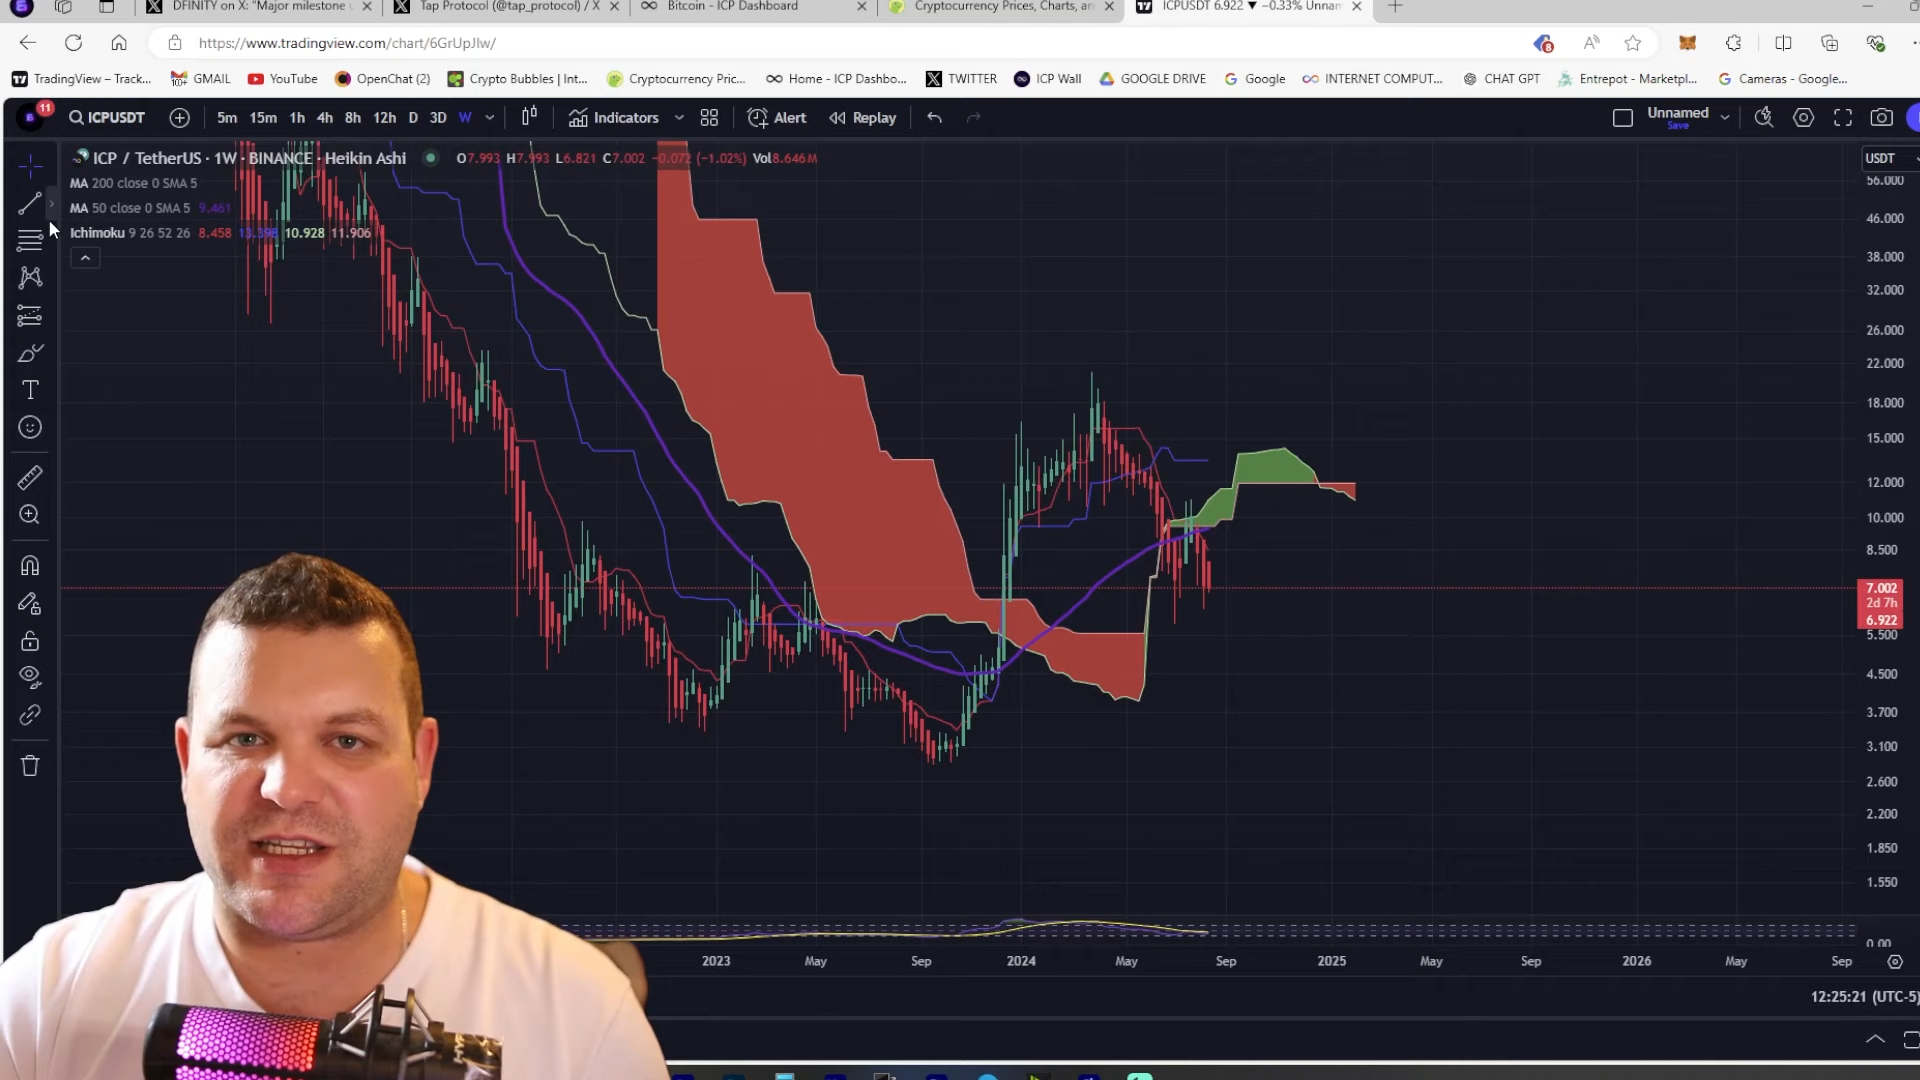 DFINITY on X: "Major milestone
Tap Protocol (@tap_protocol) / X
Bitcoin - ICP Dashboard
Cryptocurrency Prices, Charts, an
ICPUSDT 6.922 ▼ −0.33% Unnam
https://www.tradingview.com/chart/6GrUpJlw/
8
TradingView – Track...
10+
GMAIL
YouTube
OpenChat (2)
Crypto Bubbles | Int...
Cryptocurrency Pric...
Home - ICP Dashbo...
TWITTER
ICP Wall
GOOGLE DRIVE
Google
INTERNET COMPUT...
CHAT GPT
Entrepot - Marketpl...
Cameras - Google...
11
ICPUSDT
5m 15m 1h 4h 8h 12h D 3D W
Indicators
Alert
Replay
Unnamed
Save
ICP / TetherUS · 1W · BINANCE · Heikin Ashi
O7.993 H7.993 L6.821 C7.002 −0.072 (−1.02%) Vol8.646M
MA 200 close 0 SMA 5
MA 50 close 0 SMA 5 9.461
Ichimoku 9 26 52 26 8.458 13.398 10.928 11.906
USDT
56.000
46.000
38.000
32.000
26.000
22.000
18.000
15.000
12.000
10.000
8.500
7.002
2d 7h
6.922
5.500
4.500
3.700
3.100
2.600
2.200
1.850
1.550
0.00
2023 May Sep 2024 May Sep 2025 May Sep 2026 May Sep
12:25:21 (UTC-5)
HYPE